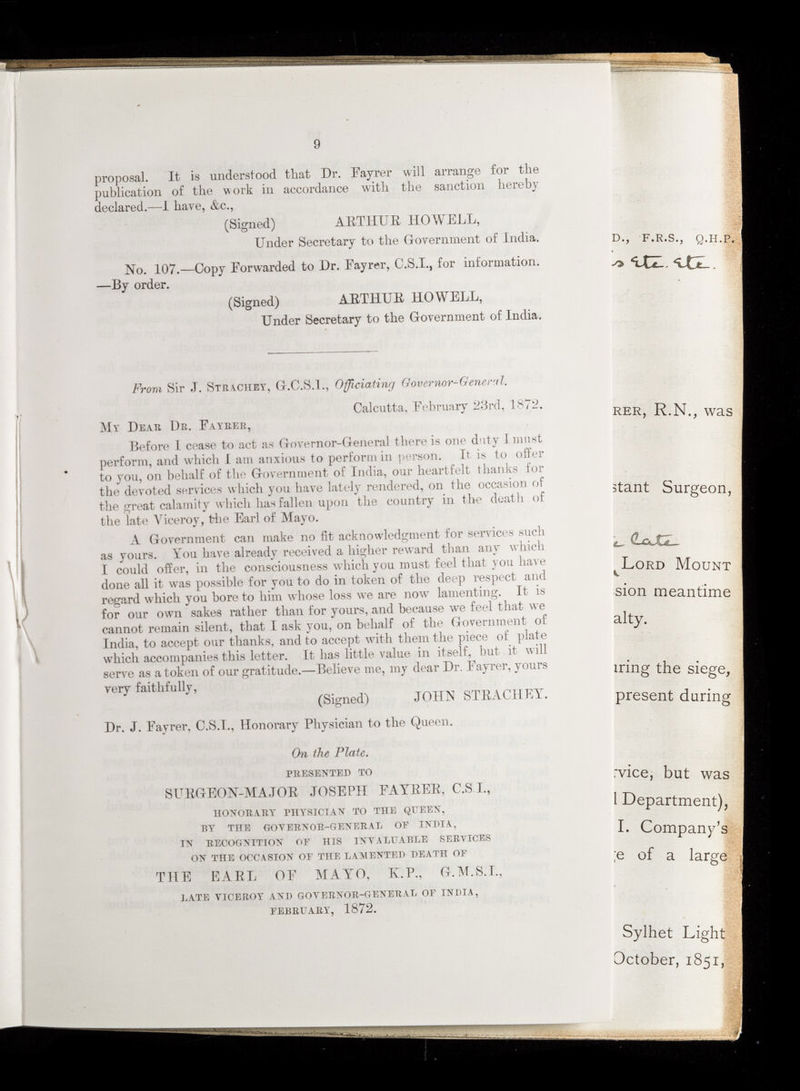 9
proposal. It is understood that Dr. Fayrer will arrange for the
publication of the work in accordance with the sanction hereby
declared.—I have, &c.,
(Signed) ARTHUR HOWELL,
Under Secretary to the Government of India.
No. 107.—Copy Forwarded to Dr. Fayrer, C.S.I., for information.
—By order.
(Signed) ARTHUR HOWELL,
Under Secretary to the Government of India.
From Sir J. STRACHEY, G.C.S.I., Officiating Governor-General.
Calcutta, February 23rd, 1872.
MY DEAR DR. FAYRER,
Before I cease to act as Governor-General there is one duty I must
perform, and which I am anxious to perform in person. It is to offer
to you, on behalf of the Government of India, our heartfelt thanks for
the devoted services which you have lately rendered, on the occasion of
the great calamity which has fallen upon the country in the death of
the late Viceroy, the Earl of Mayo.
A Government can make no fit acknowledgment for services such
as yours. You have already received a higher reward than any which
I could offer, in the consciousness which you must feel that you have
done all it was possible for you to do in token of the deep respect and
regard which you bore to him whose loss we are now lamenting. It is
for our own sakes rather than for yours, and because we feel that we
cannot remain silent, that I ask you, on behalf of the Government of
India, to accept our thanks, and to accept with them the piece of plate
which accompanies this letter. It has little value in itself, but it will
serve as a token of our gratitude.—Believe me, my dear Dr. Fayrer, yours
very faithfully,
(Signed) JOHN STRACHEY.
Dr. J. Fayrer, C.S.I., Honorary Physician to the Queen.
On the Plate.
PRESENTED TO
SURGEON-MAJOR JOSEPH FAYRER, C.S.I.,
HONORARY PHYSICIAN TO THE QUEEN,
BY THE GOVERNOR-GENERAL OF INDIA,
IN RECOGNITION OF HIS INVALUABLE SERVICES
ON THE OCCASION OF THE LAMENTED DEATH OF
THE EARL OF MAYO, K.P., G.M.S.I.,
LATE VICEROY AND GOVERNOR-GENERAL OF INDIA,
FEBRUARY, 1872.
D., F.R.S., Q.H.P.
RER, R.N., was
stant Surgeon,
LORD MOUNT
sion meantime
alty.
iring the siege,
present during
rvice, but was
l Department),
I. Company's
e of a large
Sylhet Light
October, 1851,